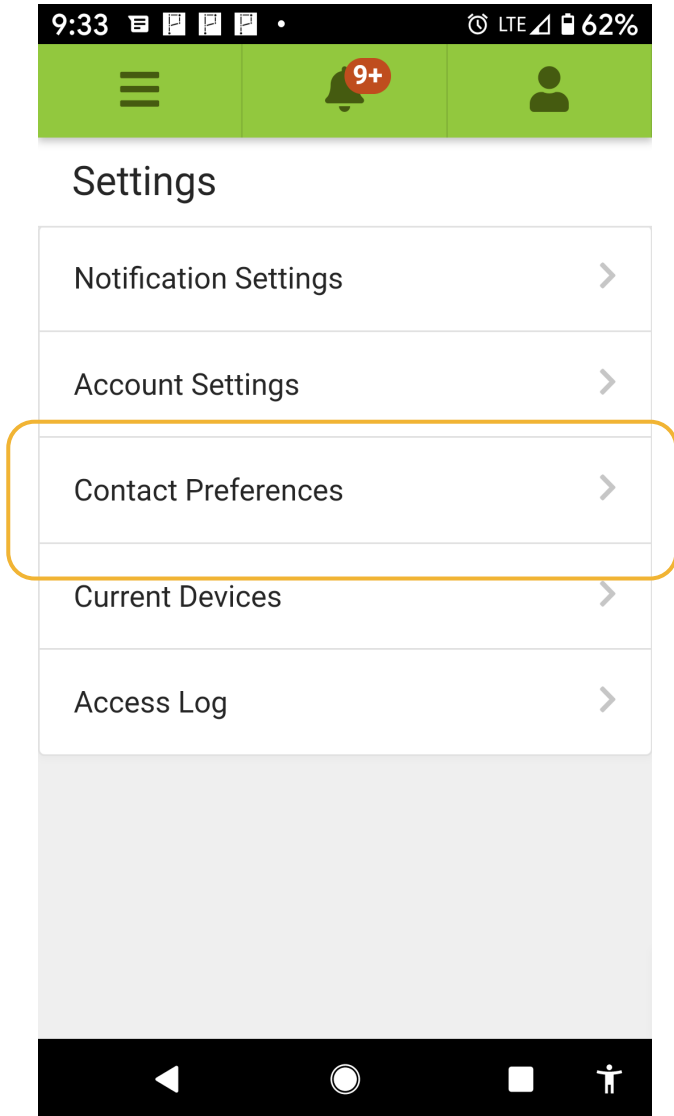 9:33 LTE 62%
9+
Settings
Notification Settings
Account Settings
Contact Preferences
Current Devices
Access Log